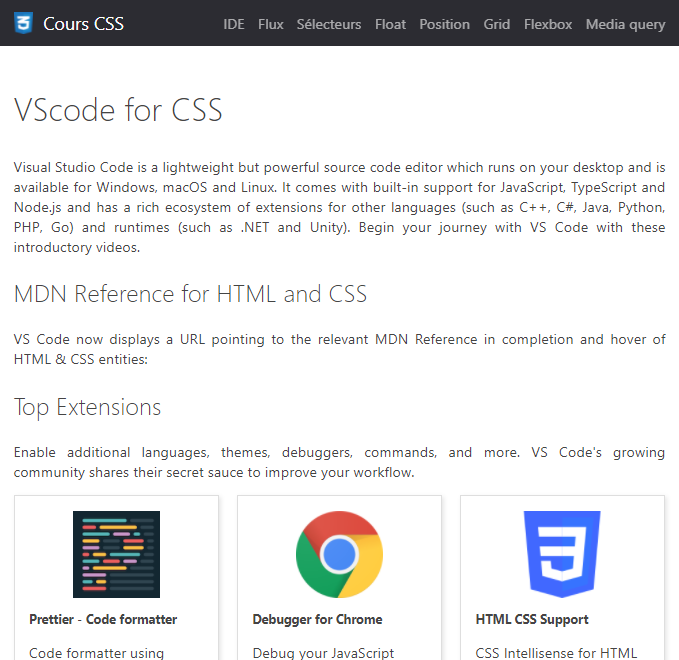 Cours CSS IDE Flux Sélecteurs Float Position Grid Flexbox Media query
VScode for CSS
Visual Studio Code is a lightweight but powerful source code editor which runs on your desktop and is
available for Windows, macOS and Linux. It comes with built-in support for JavaScript, TypeScript and
Node.js and has a rich ecosystem of extensions for other languages (such as C++, C#, Java, Python,
PHP, Go) and runtimes (such as .NET and Unity). Begin your journey with VS Code with these
introductory videos.
MDN Reference for HTML and CSS
VS Code now displays a URL pointing to the relevant MDN Reference in completion and hover of
HTML & CSS entities:
Top Extensions
Enable additional languages, themes, debuggers, commands, and more. VS Code's growing
community shares their secret sauce to improve your workflow.
Prettier - Code formatter
Code formatter using
Debugger for Chrome
Debug your JavaScript
HTML CSS Support
CSS Intellisense for HTML